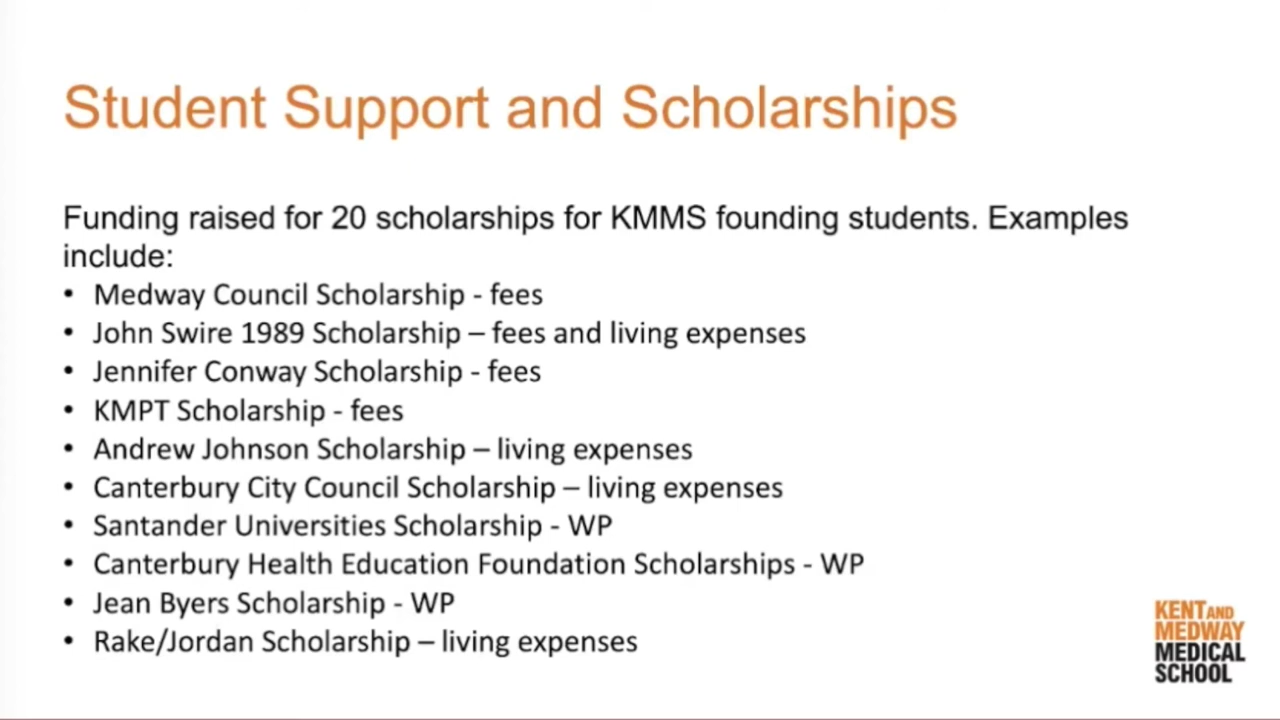 Student Support and Scholarships
Funding raised for 20 scholarships for KMMS founding students. Examples
include:
• Medway Council Scholarship - fees
• John Swire 1989 Scholarship – fees and living expenses
• Jennifer Conway Scholarship - fees
• KMPT Scholarship - fees
• Andrew Johnson Scholarship – living expenses
• Canterbury City Council Scholarship – living expenses
• Santander Universities Scholarship - WP
• Canterbury Health Education Foundation Scholarships - WP
• Jean Byers Scholarship - WP
• Rake/Jordan Scholarship – living expenses
KENT AND
MEDWAY
MEDICAL
SCHOOL